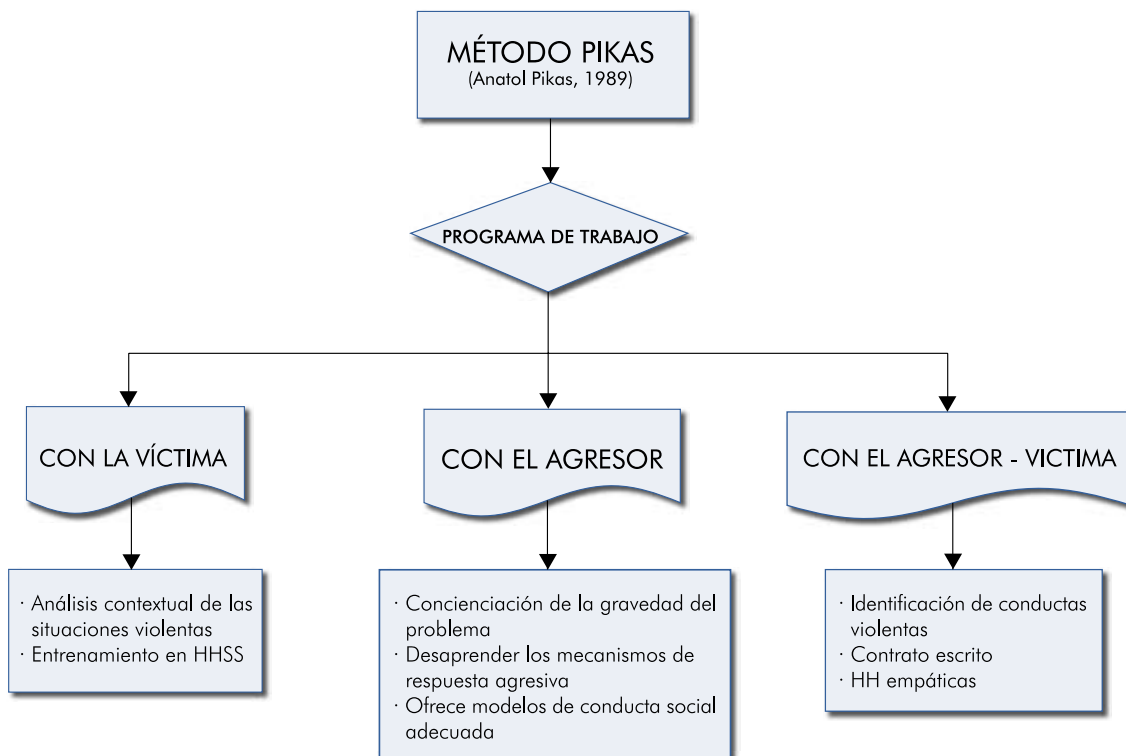 MÉTODO PIKAS
(Anatol Pikas, 1989)
PROGRAMA DE TRABAJO
CON LA VÍCTIMA
CON EL AGRESOR
CON EL AGRESOR - VICTIMA
· Análisis contextual de las
situaciones violentas
· Entrenamiento en HHSS
· Concienciación de la gravedad del
problema
· Desaprender los mecanismos de
respuesta agresiva
· Ofrece modelos de conducta social
adecuada
· Identificación de conductas
violentas
· Contrato escrito
· HH empáticas